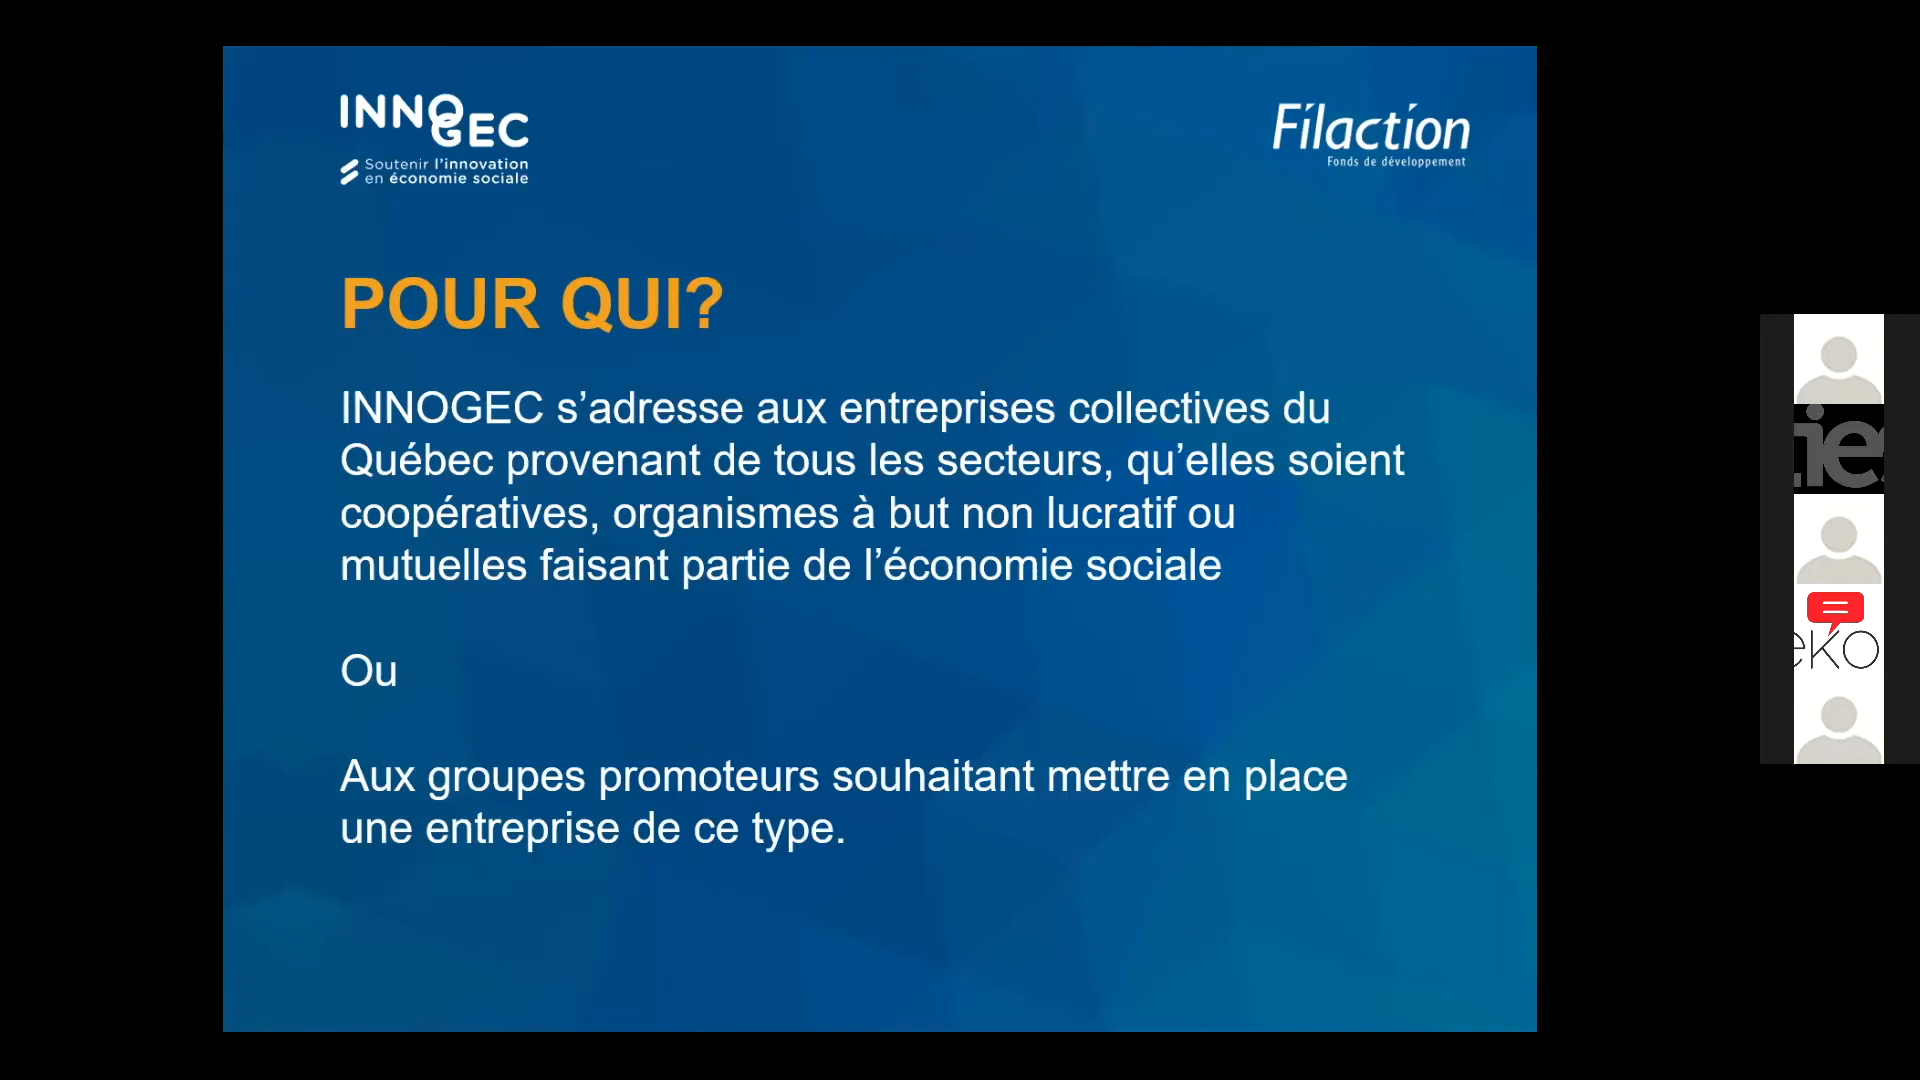 INNOGEC
Soutenir l'innovation
en économie sociale
Filaction
Fonds de développement
POUR QUI?
INNOGEC s’adresse aux entreprises collectives du
Québec provenant de tous les secteurs, qu’elles soient
coopératives, organismes à but non lucratif ou
mutuelles faisant partie de l’économie sociale
Ou
Aux groupes promoteurs souhaitant mettre en place
une entreprise de ce type.